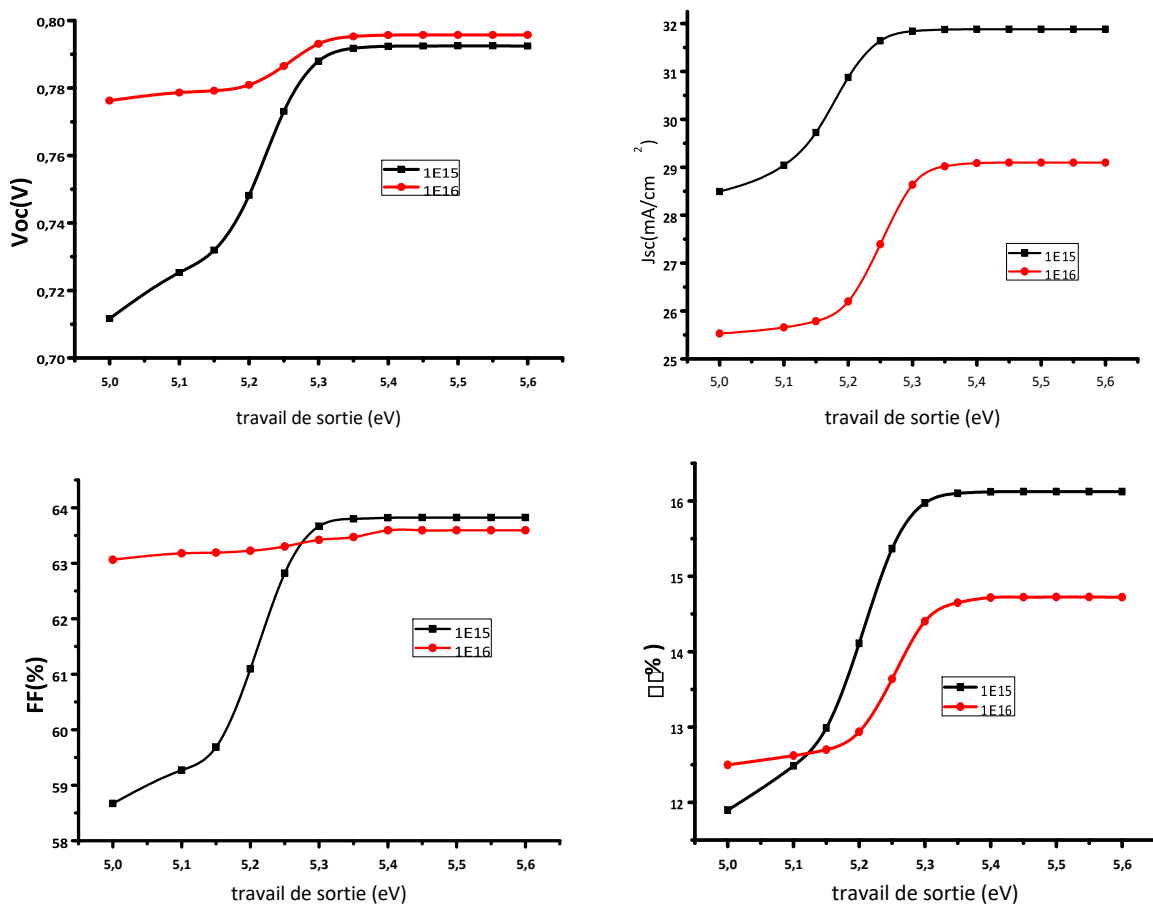 0,80
0,78
0,76
0,74
0,72
0,70
Voc(V)
1E15
1E16
5,0 5,1 5,2 5,3 5,4 5,5 5,6
travail de sortie (eV)
32
31
30
29
28
27
26
25
Jsc(mA/cm²)
1E15
1E16
5,0 5,1 5,2 5,3 5,4 5,5 5,6
travail de sortie (eV)
64
63
62
61
60
59
58
FF(%)
1E15
1E16
5,0 5,1 5,2 5,3 5,4 5,5 5,6
travail de sortie (eV)
16
15
14
13
12
□□%)
1E15
1E16
5,0 5,1 5,2 5,3 5,4 5,5 5,6
travail de sortie (eV)